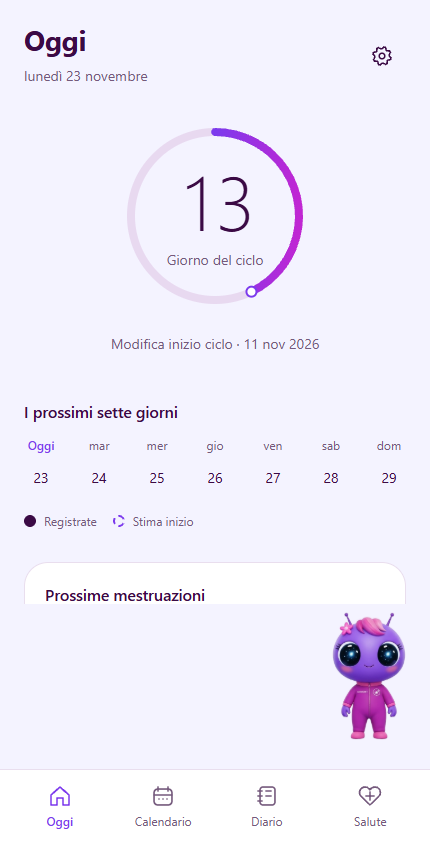 Oggi
lunedì 23 novembre
13
Giorno del ciclo
Modifica inizio ciclo · 11 nov 2026
I prossimi sette giorni
Oggi mar mer gio ven sab dom
23 24 25 26 27 28 29
Registrate Stima inizio
Prossime mestruazioni
Oggi Calendario Diario Salute